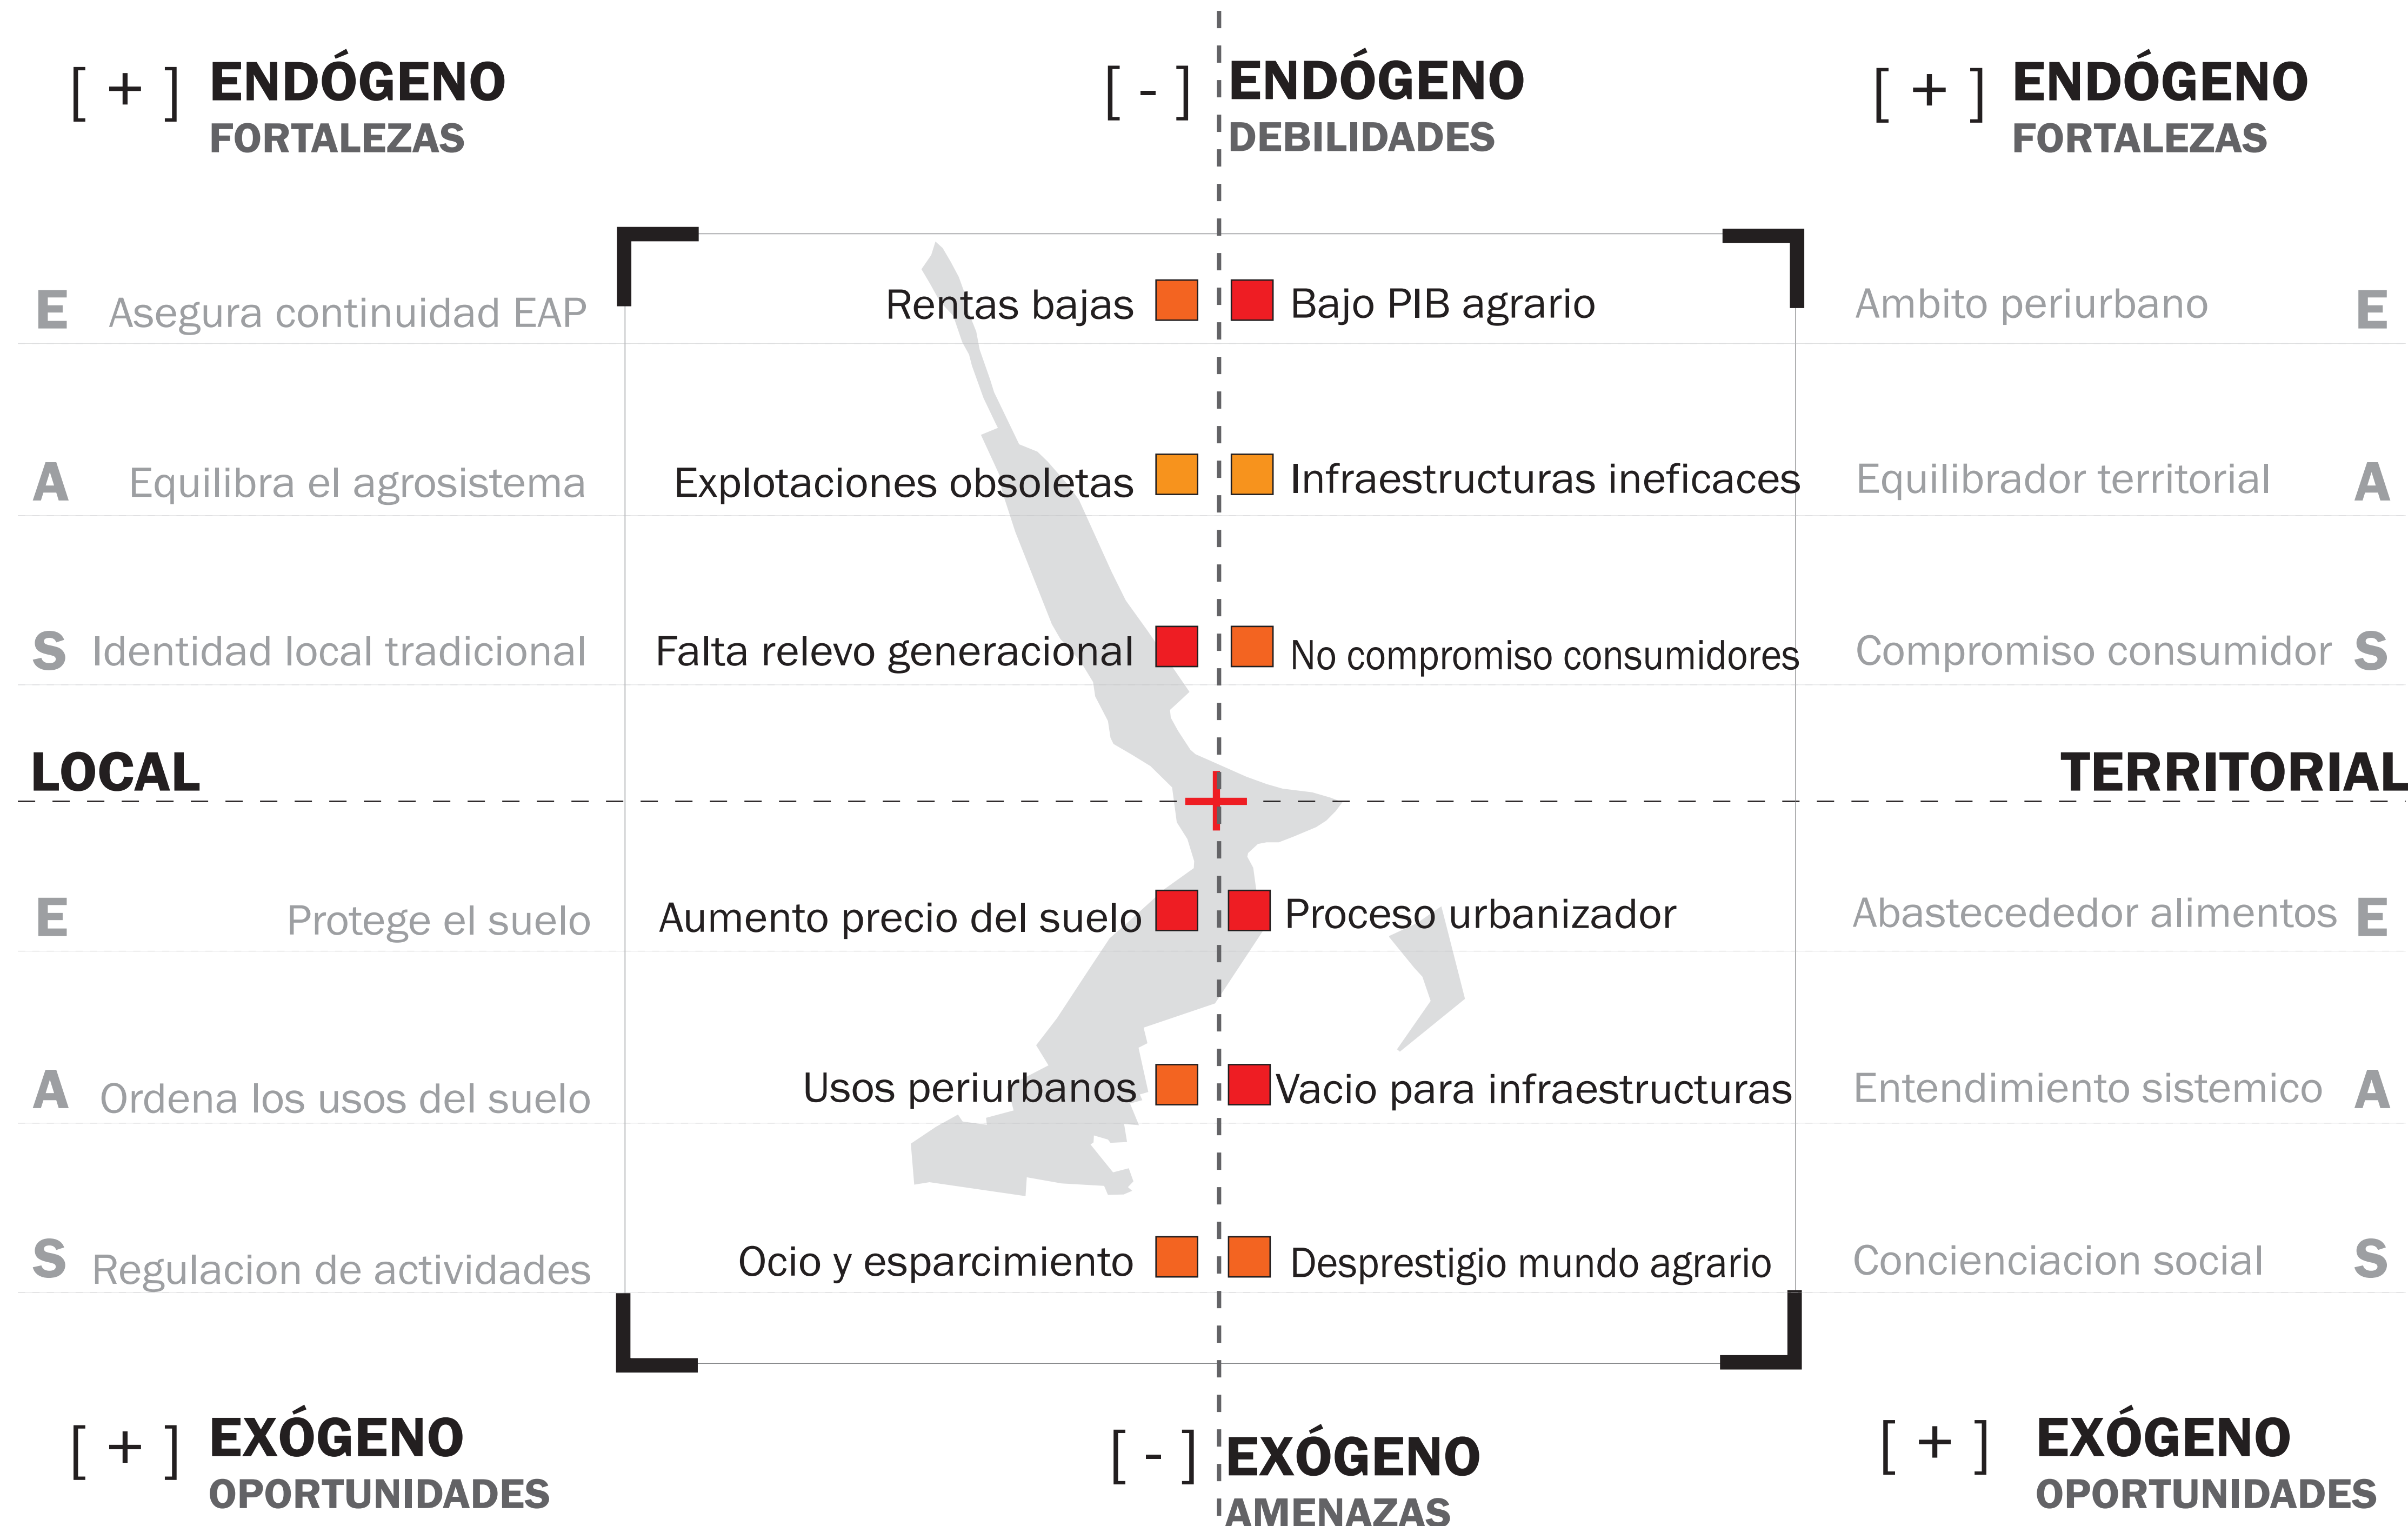 [ + ] ENDÓGENO
FORTALEZAS
[ - ] ENDÓGENO
DEBILIDADES
[ + ] ENDÓGENO
FORTALEZAS
E Asegura continuidad EAP Rentas bajas Bajo PIB agrario Ambito periurbano E
A Equilibra el agrosistema Explotaciones obsoletas Infraestructuras ineficaces Equilibrador territorial A
S Identidad local tradicional Falta relevo generacional No compromiso consumidores Compromiso consumidor S
LOCAL TERRITORIAL
E Protege el suelo Aumento precio del suelo Proceso urbanizador Abastecededor alimentos E
A Ordena los usos del suelo Usos periurbanos Vacio para infraestructuras Entendimiento sistemico A
S Regulacion de actividades Ocio y esparcimiento Desprestigio mundo agrario Concienciacion social S
[ + ] EXÓGENO
OPORTUNIDADES
[ - ] EXÓGENO
AMENAZAS
[ + ] EXÓGENO
OPORTUNIDADES